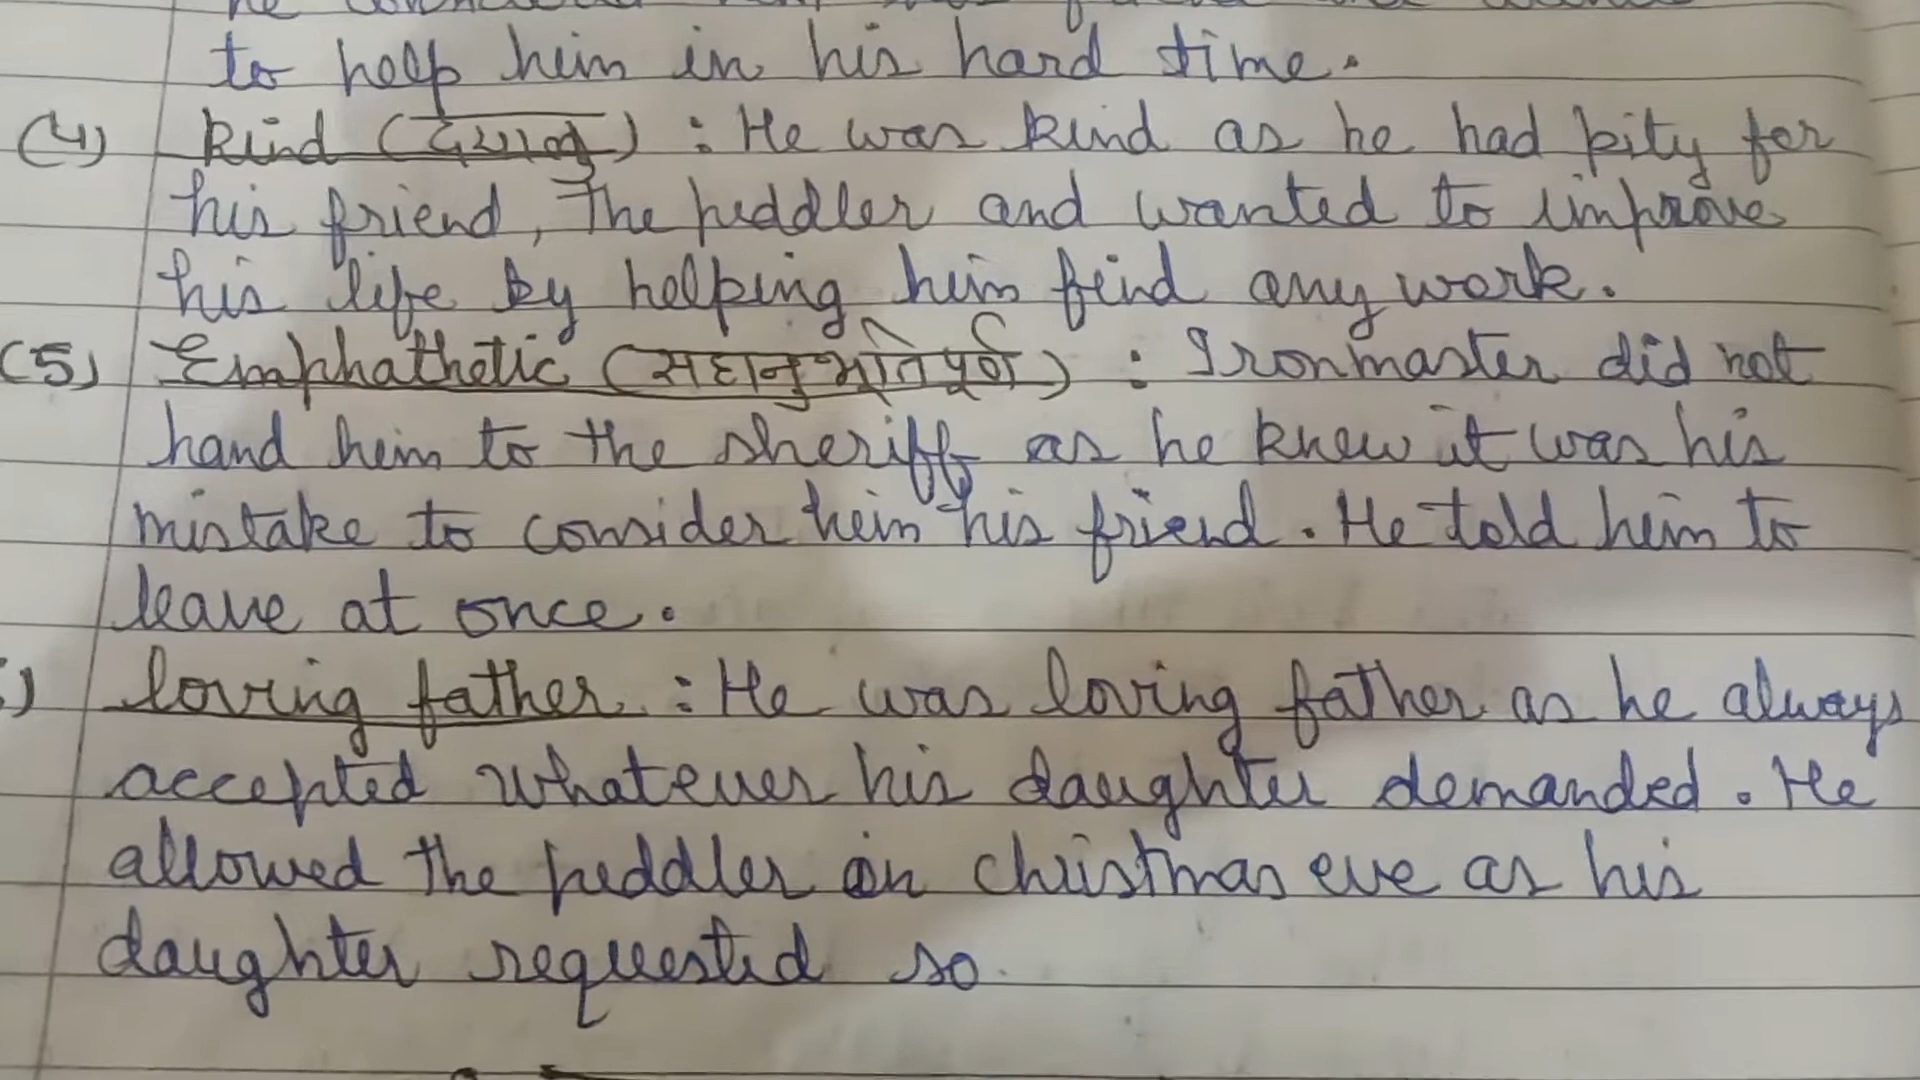 to help him in his hard time.
(4) kind (दयालु) : He was kind as he had pity for
his friend, The peddler and wanted to improve
his life by helping him find any work.
(5) Emphathetic (सहानुभूतिपूर्ण) : Ironmaster did not
hand him to the sheriff as he knew it was his
mistake to consider him his friend. He told him to
leave at once.
) loving father : He was loving father as he always
accepted whatever his daughter demanded. He
allowed the peddler on christmas eve as his
daughter requested so.